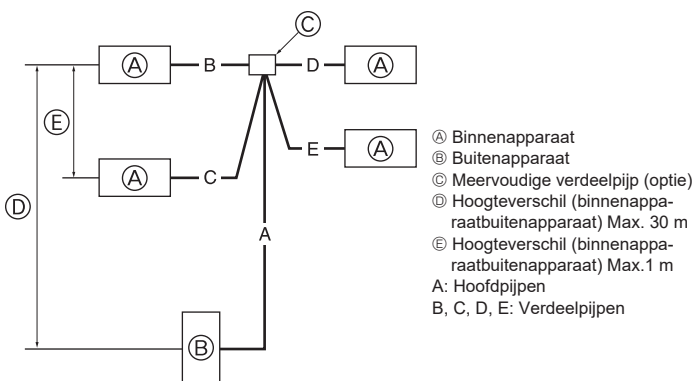 Ⓒ
Ⓐ B D Ⓐ
Ⓔ
Ⓐ C E Ⓐ
Ⓓ
A
Ⓑ
Ⓐ Binnenapparaat
Ⓑ Buitenapparaat
Ⓒ Meervoudige verdeelpijp (optie)
Ⓓ Hoogteverschil (binnenappa-
raatbuitenapparaat) Max. 30 m
Ⓔ Hoogteverschil (binnenappa-
raatbuitenapparaat) Max.1 m
A: Hoofdpijpen
B, C, D, E: Verdeelpijpen